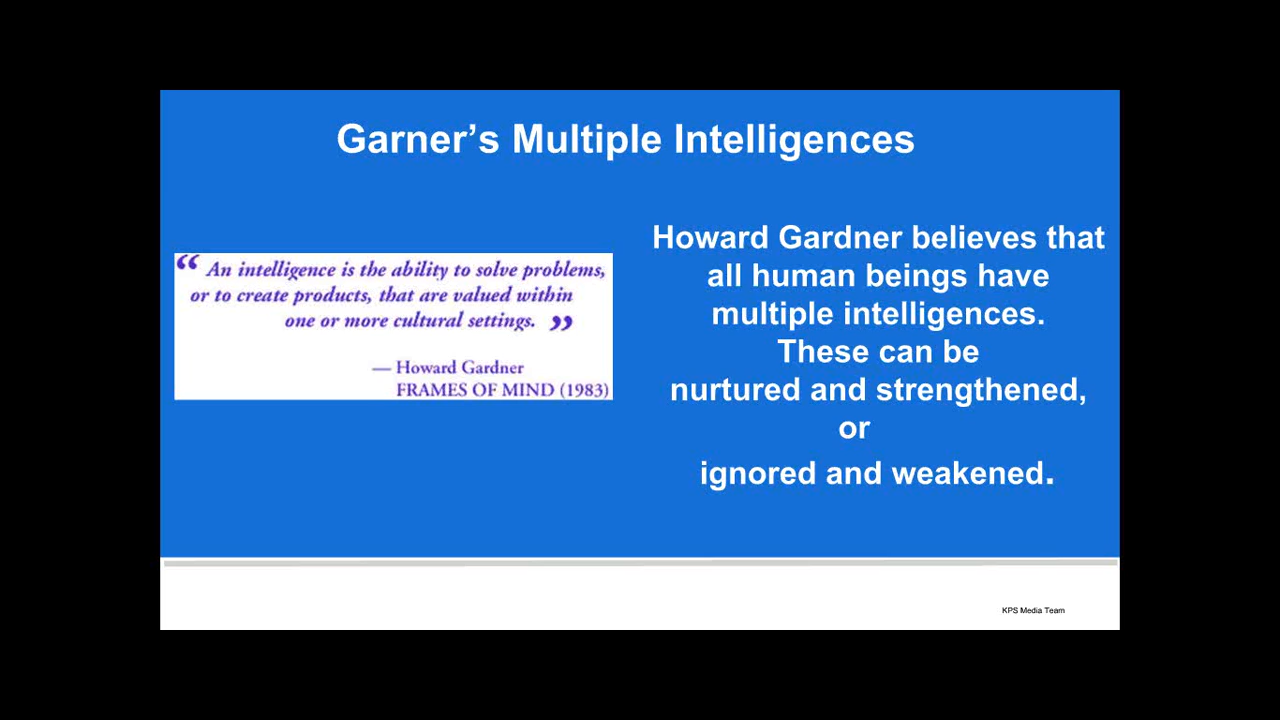 Garner’s Multiple Intelligences
“ An intelligence is the ability to solve problems,
or to create products, that are valued within
one or more cultural settings. ”
— Howard Gardner
FRAMES OF MIND (1983)
Howard Gardner believes that
all human beings have
multiple intelligences.
These can be
nurtured and strengthened,
or
ignored and weakened.
KPS Media Team